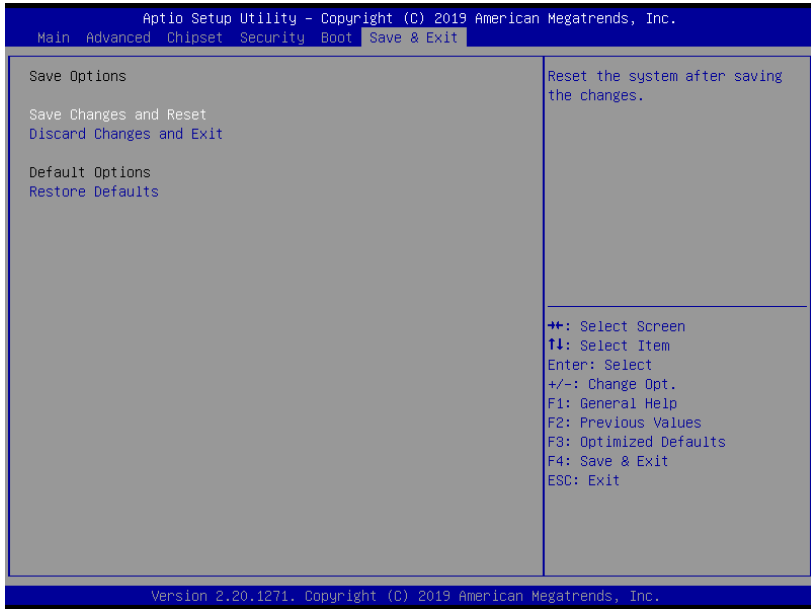 Aptio Setup Utility – Copyright (C) 2019 American Megatrends, Inc.
Main Advanced Chipset Security Boot Save & Exit
Save Options
Save Changes and Reset
Discard Changes and Exit
Default Options
Restore Defaults
Reset the system after saving
the changes.
→←: Select Screen
↑↓: Select Item
Enter: Select
+/-: Change Opt.
F1: General Help
F2: Previous Values
F3: Optimized Defaults
F4: Save & Exit
ESC: Exit
Version 2.20.1271. Copyright (C) 2019 American Megatrends, Inc.